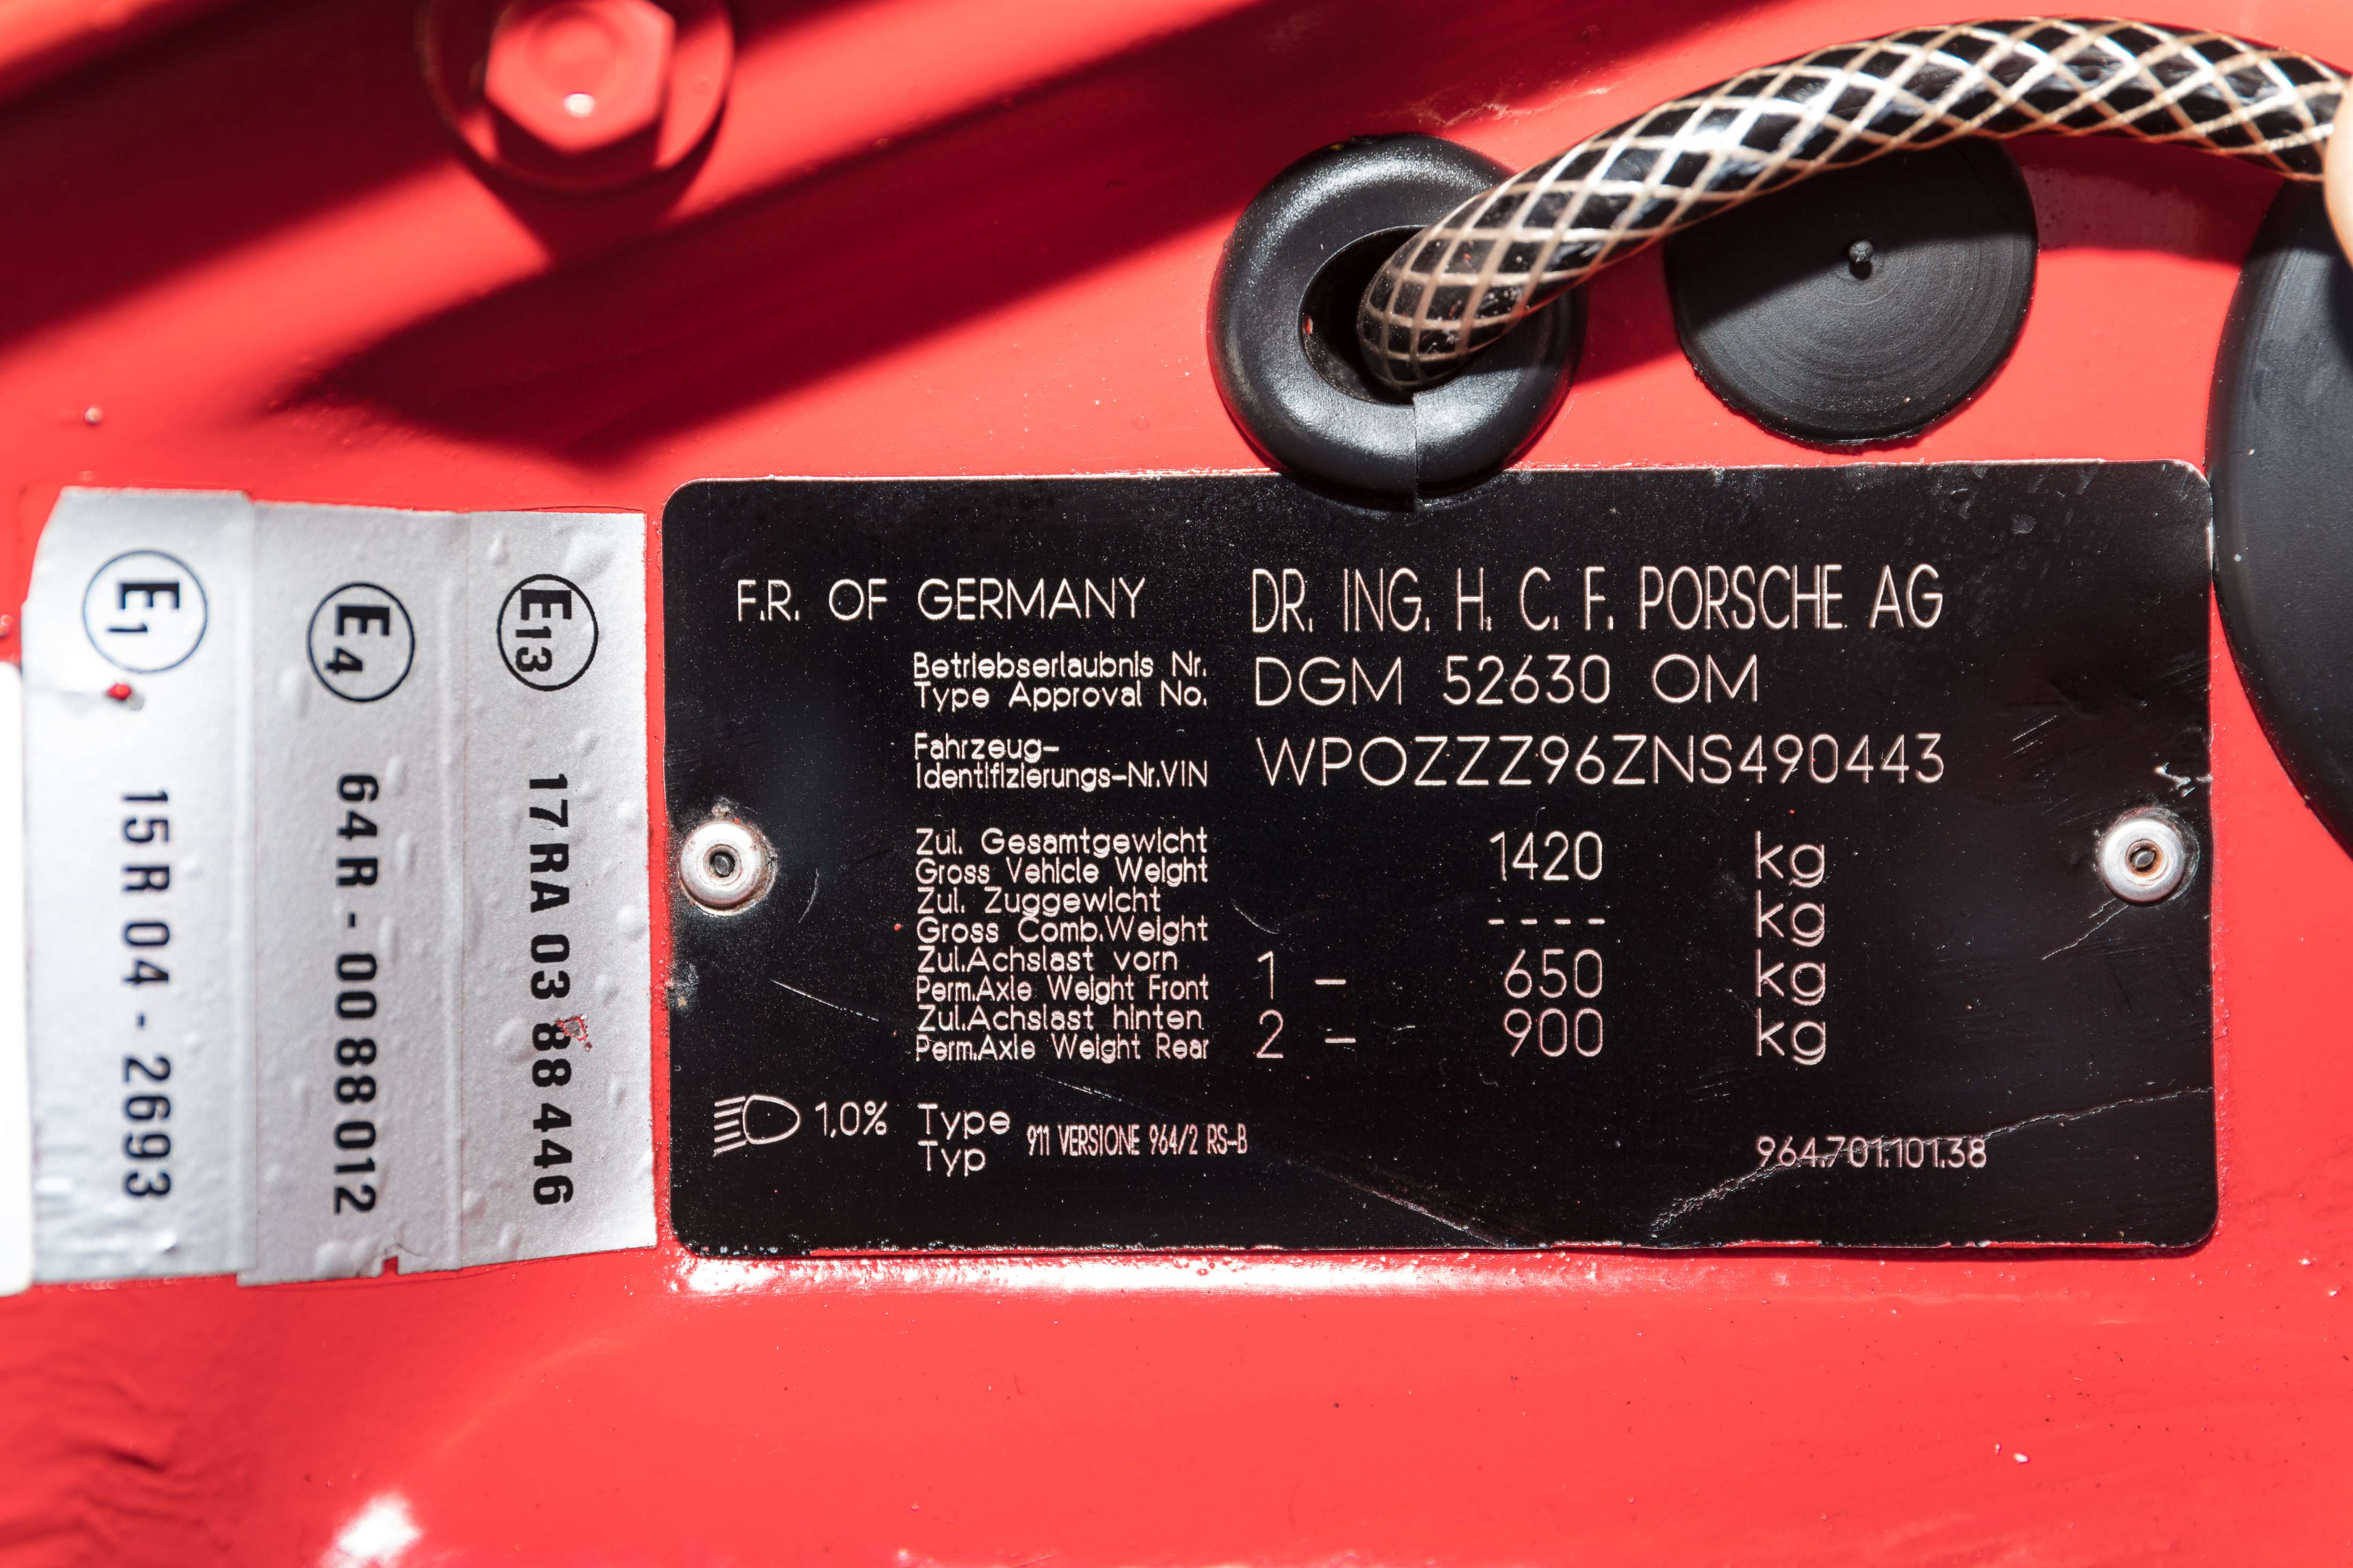 E1
15 R 04 - 2693
E4
64 R - 00 88 012
E13
17 RA 03 88 446
F.R. OF GERMANY DR. ING. H. C. F. PORSCHE AG
Betriebserlaubnis Nr.
Type Approval No. DGM 52630 OM
Fahrzeug-
Identifizierungs-Nr.VIN WPOZZZ96ZNS490443
Zul. Gesamtgewicht
Gross Vehicle Weight 1420 kg
Zul. Zuggewicht
Gross Comb.Weight ---- kg
Zul.Achslast vorn
Perm.Axle Weight Front 1 - 650 kg
Zul.Achslast hinten
Perm.Axle Weight Rear 2 - 900 kg
1,0% Type
Typ 911 VERSIONE 964/2 RS-B 964.701.101.38